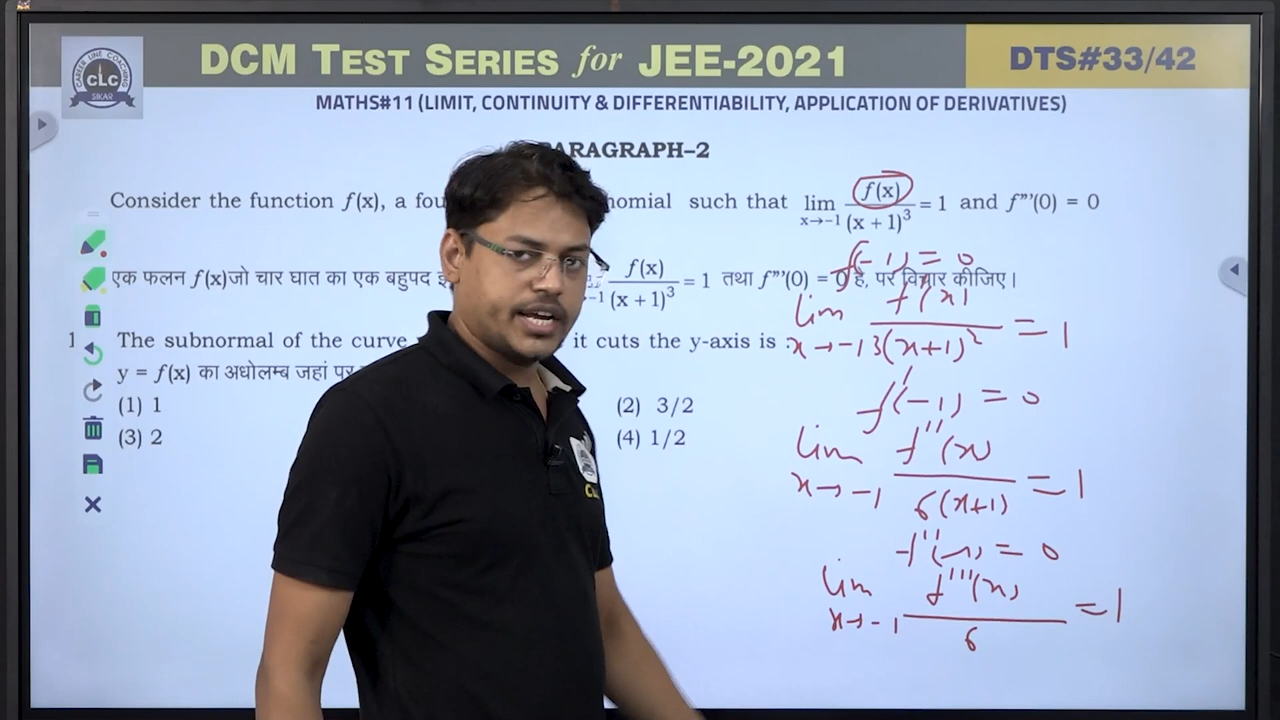 DCM TEST SERIES for JEE-2021
DTS#33/42
CAREER LINE COACHING
CLC
SIKAR
MATHS#11 (LIMIT, CONTINUITY & DIFFERENTIABILITY, APPLICATION OF DERIVATIVES)
PARAGRAPH–2
Consider the function f(x), a such that lim x→−1 f(x)/(x + 1)³ = 1 and f'''(0) = 0
f(-1) = 0
एक फलन f(x)जो चार घात का एक बहुपद f(x)/(x + 1)³ = 1 तथा f'''(0) = 0 है, पर विचार कीजिए।
lim x→-1 f'(x)/3(x+1)² = 1
1 The subnormal of the curve it cuts the y-axis is :
y = f(x) का अधोलम्ब जहां पर
f'(-1) = 0
(1) 1 (2) 3/2
(3) 2 (4) 1/2
lim x→-1 f''(x)/6(x+1) = 1
f''(-1) = 0
lim x→-1 f'''(x)/6 = 1